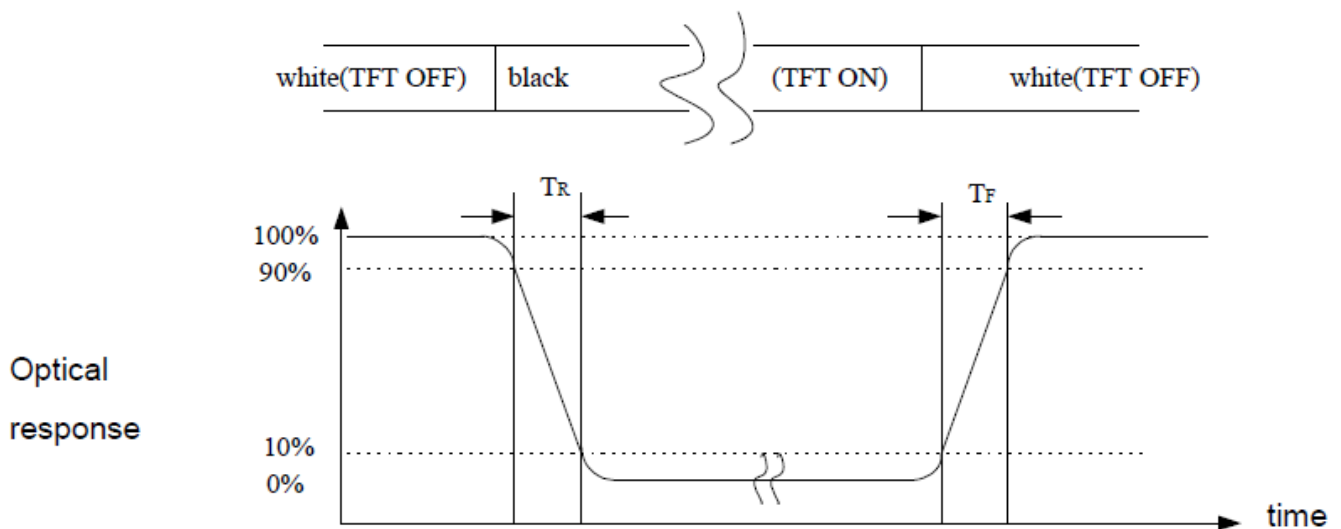 white(TFT OFF) black (TFT ON) white(TFT OFF)
TR TF
100%
90%
Optical
response
10%
0%
time